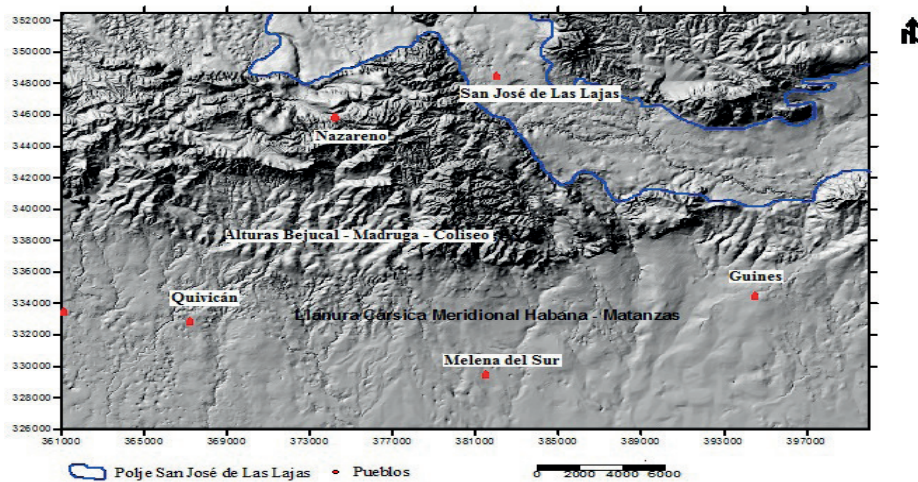 352000
350000
348000
346000
344000
342000
340000
338000
336000
334000
332000
330000
328000
326000
San José de Las Lajas
Nazareno
Alturas Bejucal - Madruga - Coliseo
Guines
Quivicán
Llanura Cársica Meridional Habana - Matanzas
Melena del Sur
361000 365000 369000 373000 377000 381000 385000 389000 393000 397000
Polje San José de Las Lajas Pueblos
0 2000 4000 6000
N